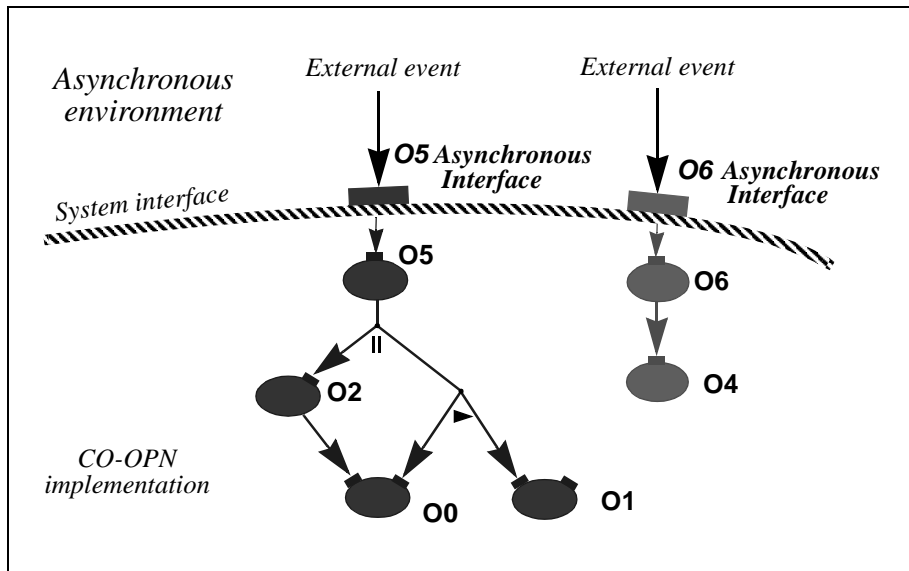 External event
External event
Asynchronous
environment
O5 Asynchronous
Interface
O6 Asynchronous
Interface
System interface
O5
O6
=
O2
O4
CO-OPN
implementation
O0
O1